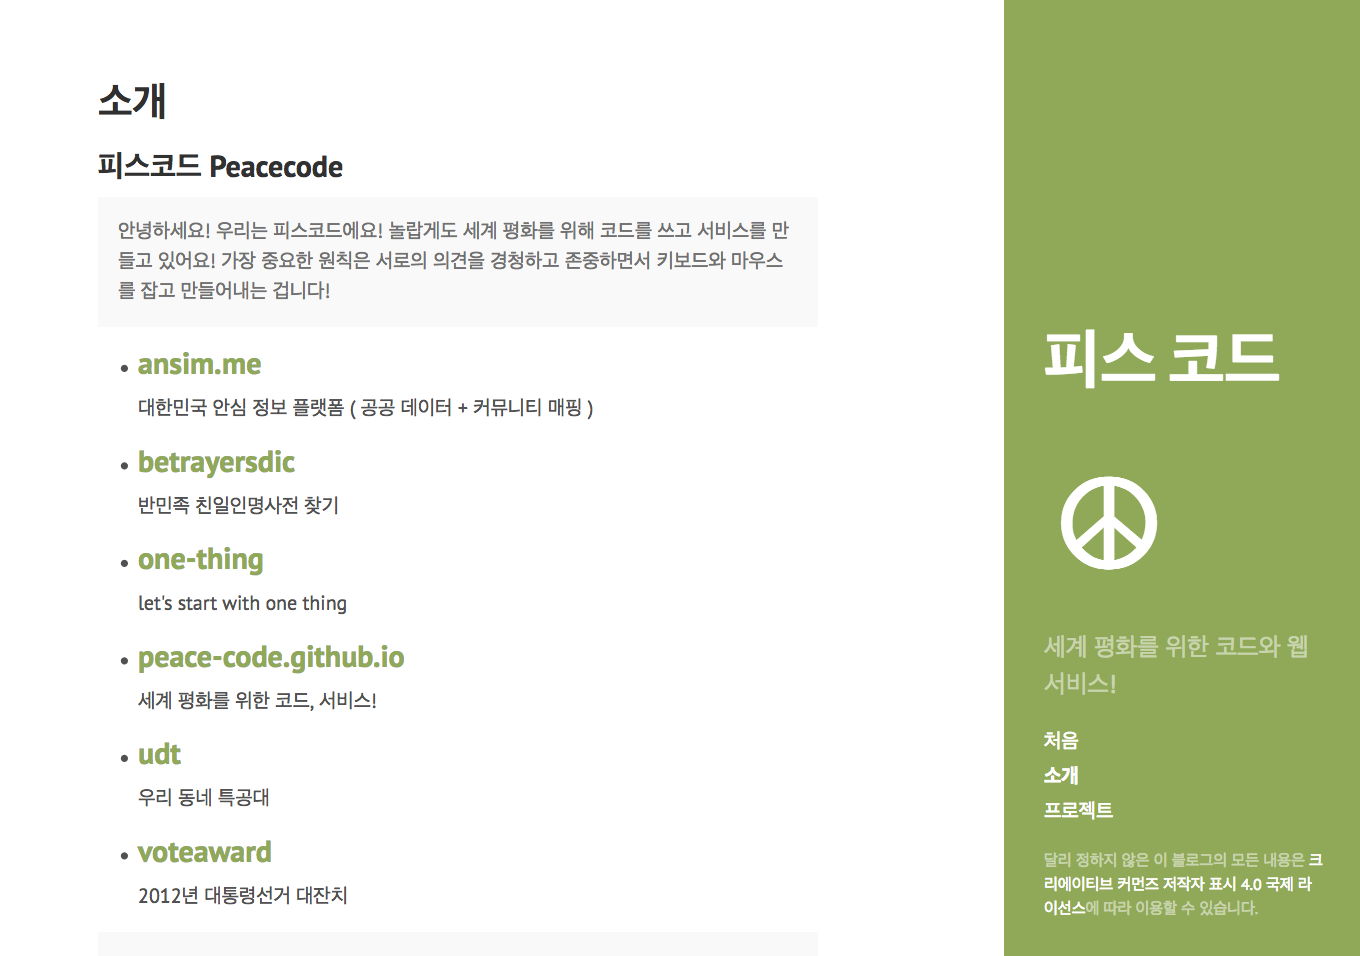 소개
피스코드 Peacecode
안녕하세요! 우리는 피스코드에요! 놀랍게도 세계 평화를 위해 코드를 쓰고 서비스를 만
들고 있어요! 가장 중요한 원칙은 서로의 의견을 경청하고 존중하면서 키보드와 마우스
를 잡고 만들어내는 겁니다!
ansim.me
대한민국 안심 정보 플랫폼 ( 공공 데이터 + 커뮤니티 매핑 )
betrayersdic
반민족 친일인명사전 찾기
one-thing
let's start with one thing
peace-code.github.io
세계 평화를 위한 코드, 서비스!
udt
우리 동네 특공대
voteaward
2012년 대통령선거 대잔치
피스 코드
세계 평화를 위한 코드와 웹
서비스!
처음
소개
프로젝트
달리 정하지 않은 이 블로그의 모든 내용은 크
리에이티브 커먼즈 저작자 표시 4.0 국제 라
이선스에 따라 이용할 수 있습니다.